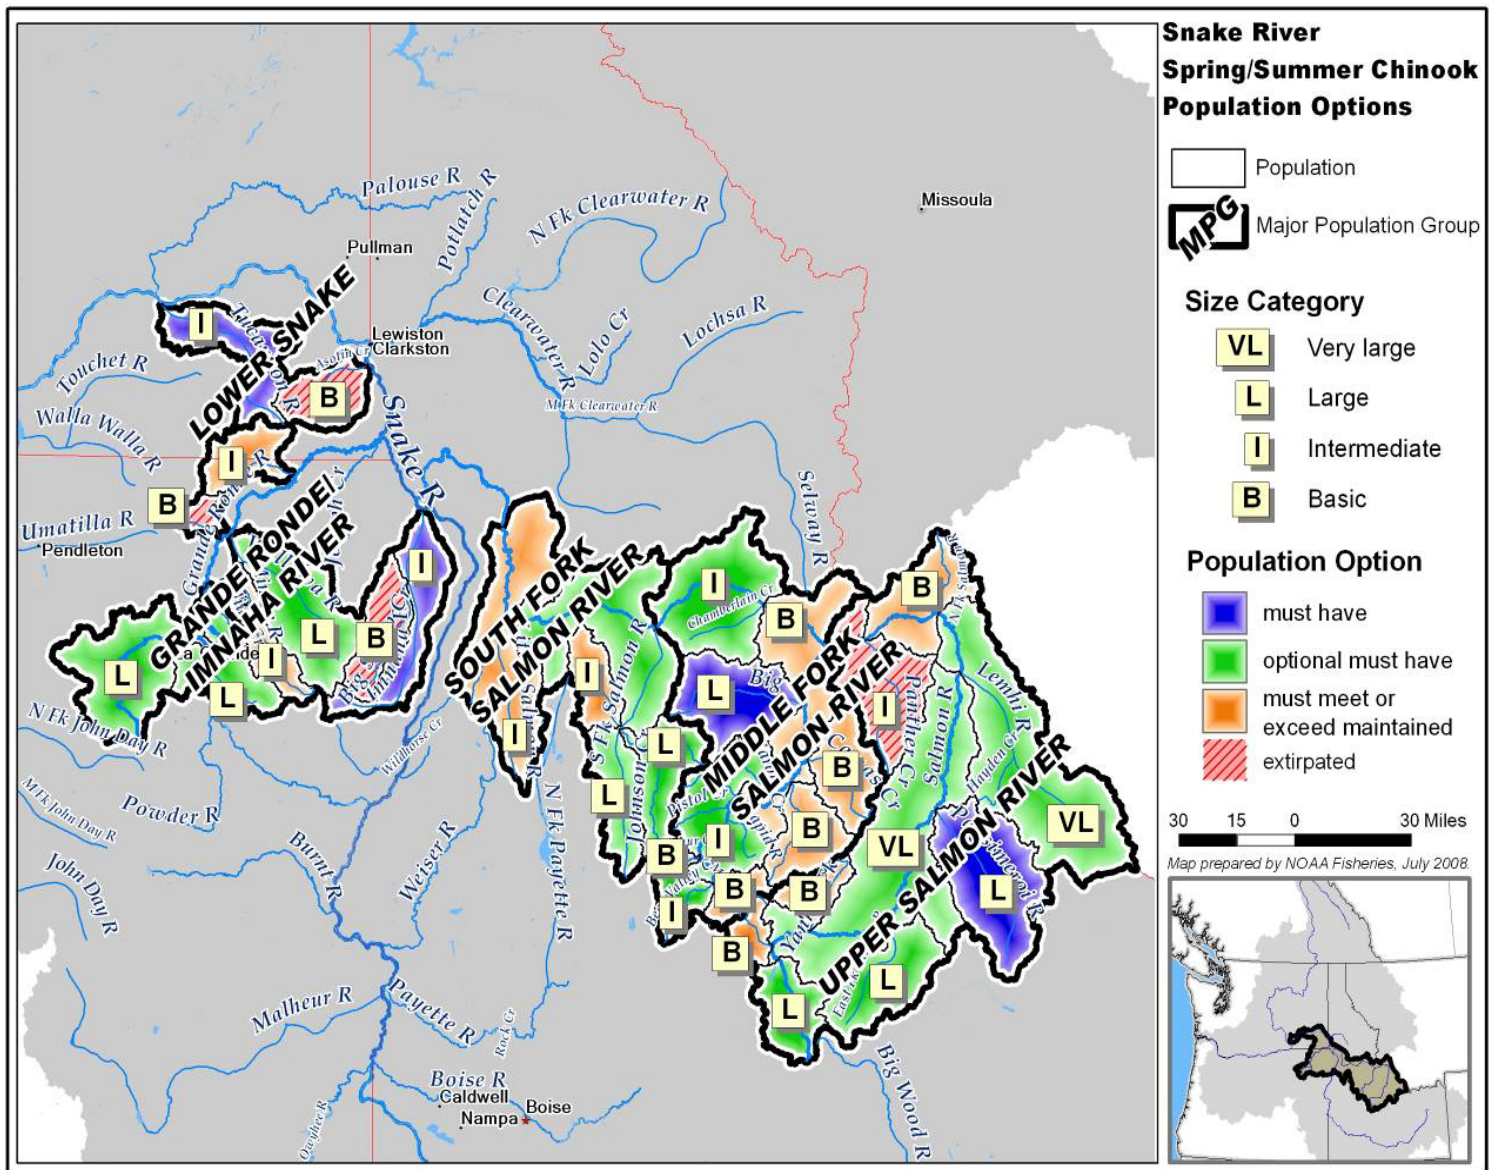 Snake River
Spring/Summer Chinook
Population Options
Population
MPG
Major Population Group
Size Category
VL
Very large
L
Large
I
Intermediate
B
Basic
Population Option
must have
optional must have
must meet or
exceed maintained
extirpated
30 15 0 30 Miles
Map prepared by NOAA Fisheries, July 2008.
Palouse R
Potlatch R
N Fk Clearwater R
Missoula
Pullman
LOWER SNAKE
Lewiston
Clarkston
Asotin Cr
Clearwater R
Lolo Cr
Lochsa R
Touchet R
M Fk Clearwater R
Walla Walla R
Snake R
Selway R
Umatilla R
Pendleton
GRANDE RONDE/
IMNAHA RIVER
SOUTH FORK
SALMON RIVER
MIDDLE FORK
SALMON RIVER
UPPER SALMON RIVER
Chamberlain Cr
Big
S Fk Salmon R
Johnson
Panther Cr
Salmon R
Lemhi R
Hayden Cr
N Fk John Day R
Wildhorse Cr
Powder R
M Fk John Day R
John Day R
Burnt R
Weiser R
N Fk Payette R
Malheur R
Payette R
Rock Cr
Boise R
Caldwell
Nampa
Boise
Owyhee R
Big Wood R
I
B
I
B
I
L
L
I
L
B
I
I
L
L
B
I
B
B
L
I
B
B
I
B
I
B
B
VL
VL
L
B
L
L